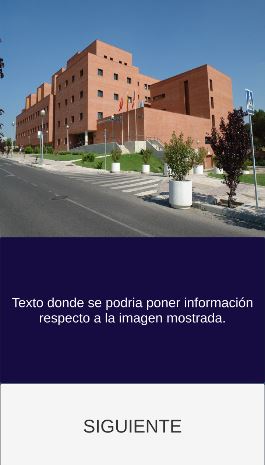 Texto donde se podria poner información
respecto a la imagen mostrada.
SIGUIENTE